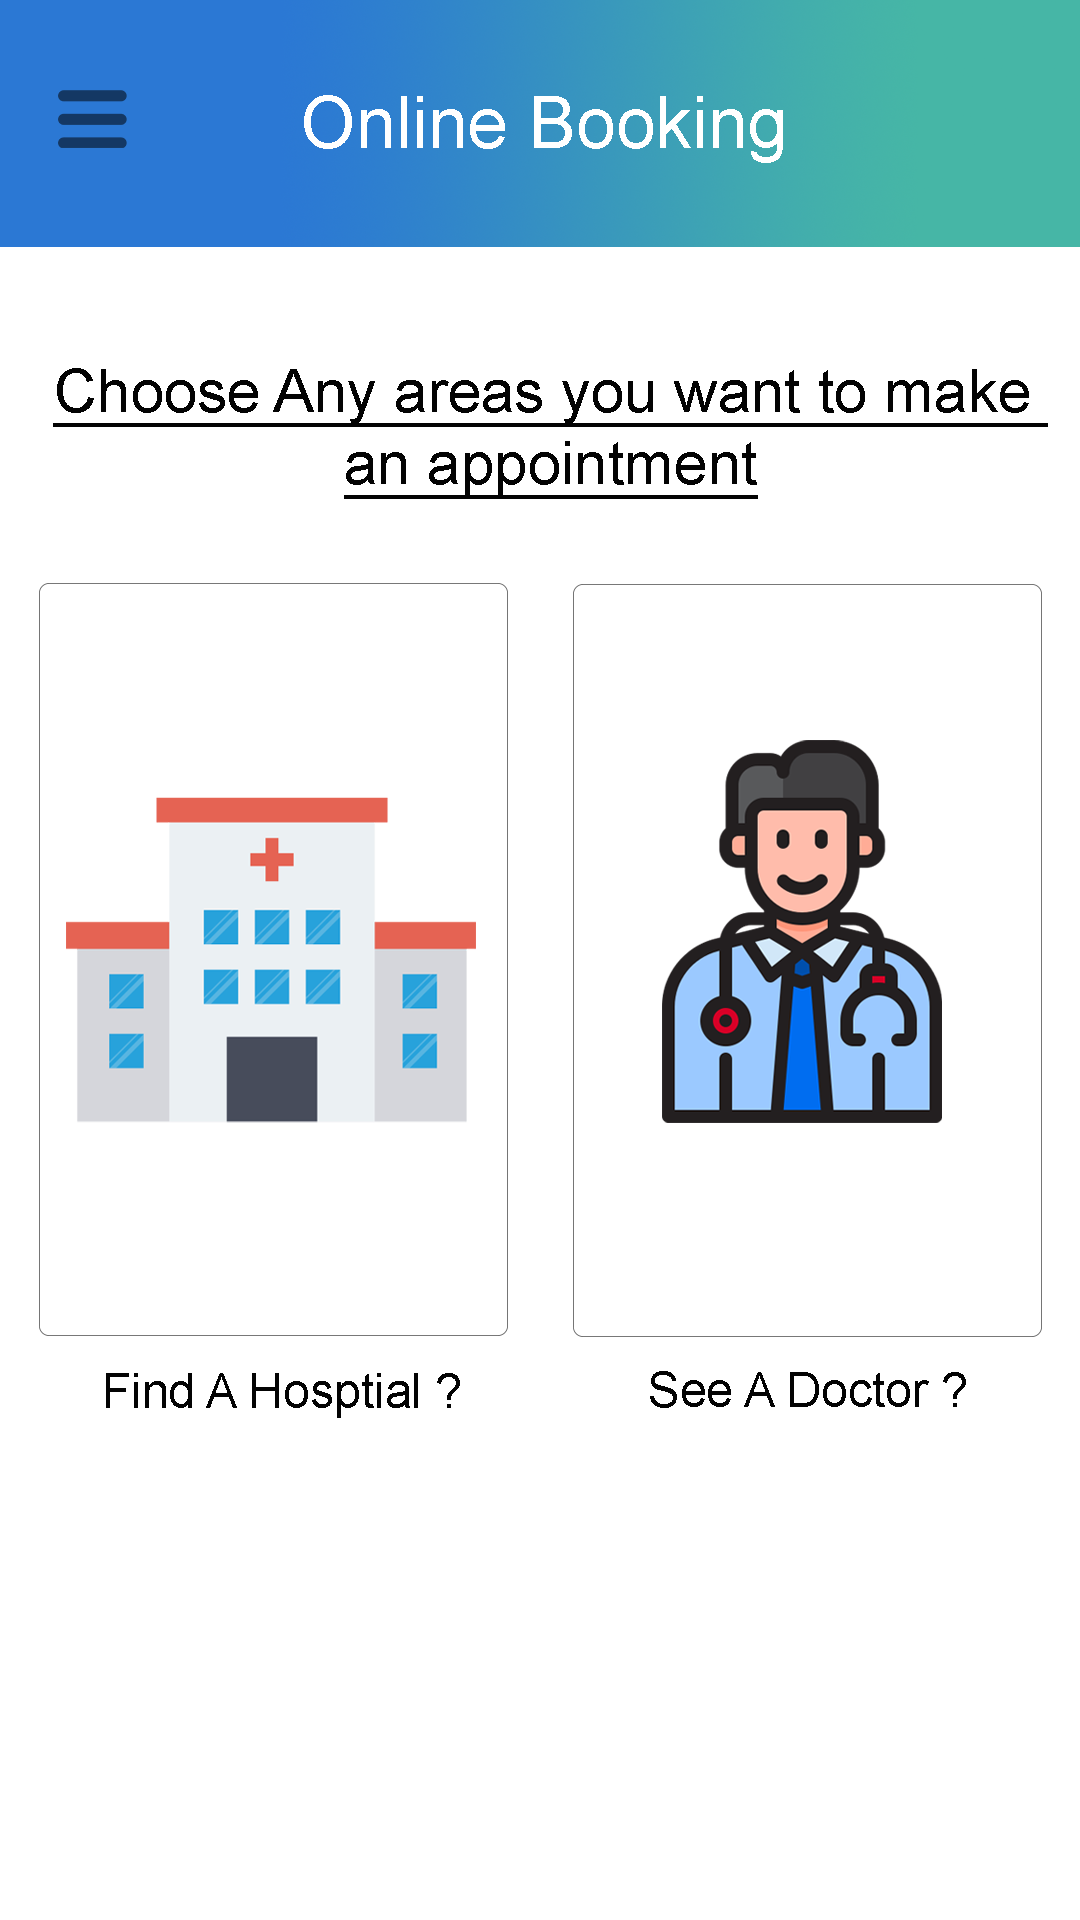 Online Booking
Choose Any areas you want to make
an appointment
Find A Hosptial ?
See A Doctor ?